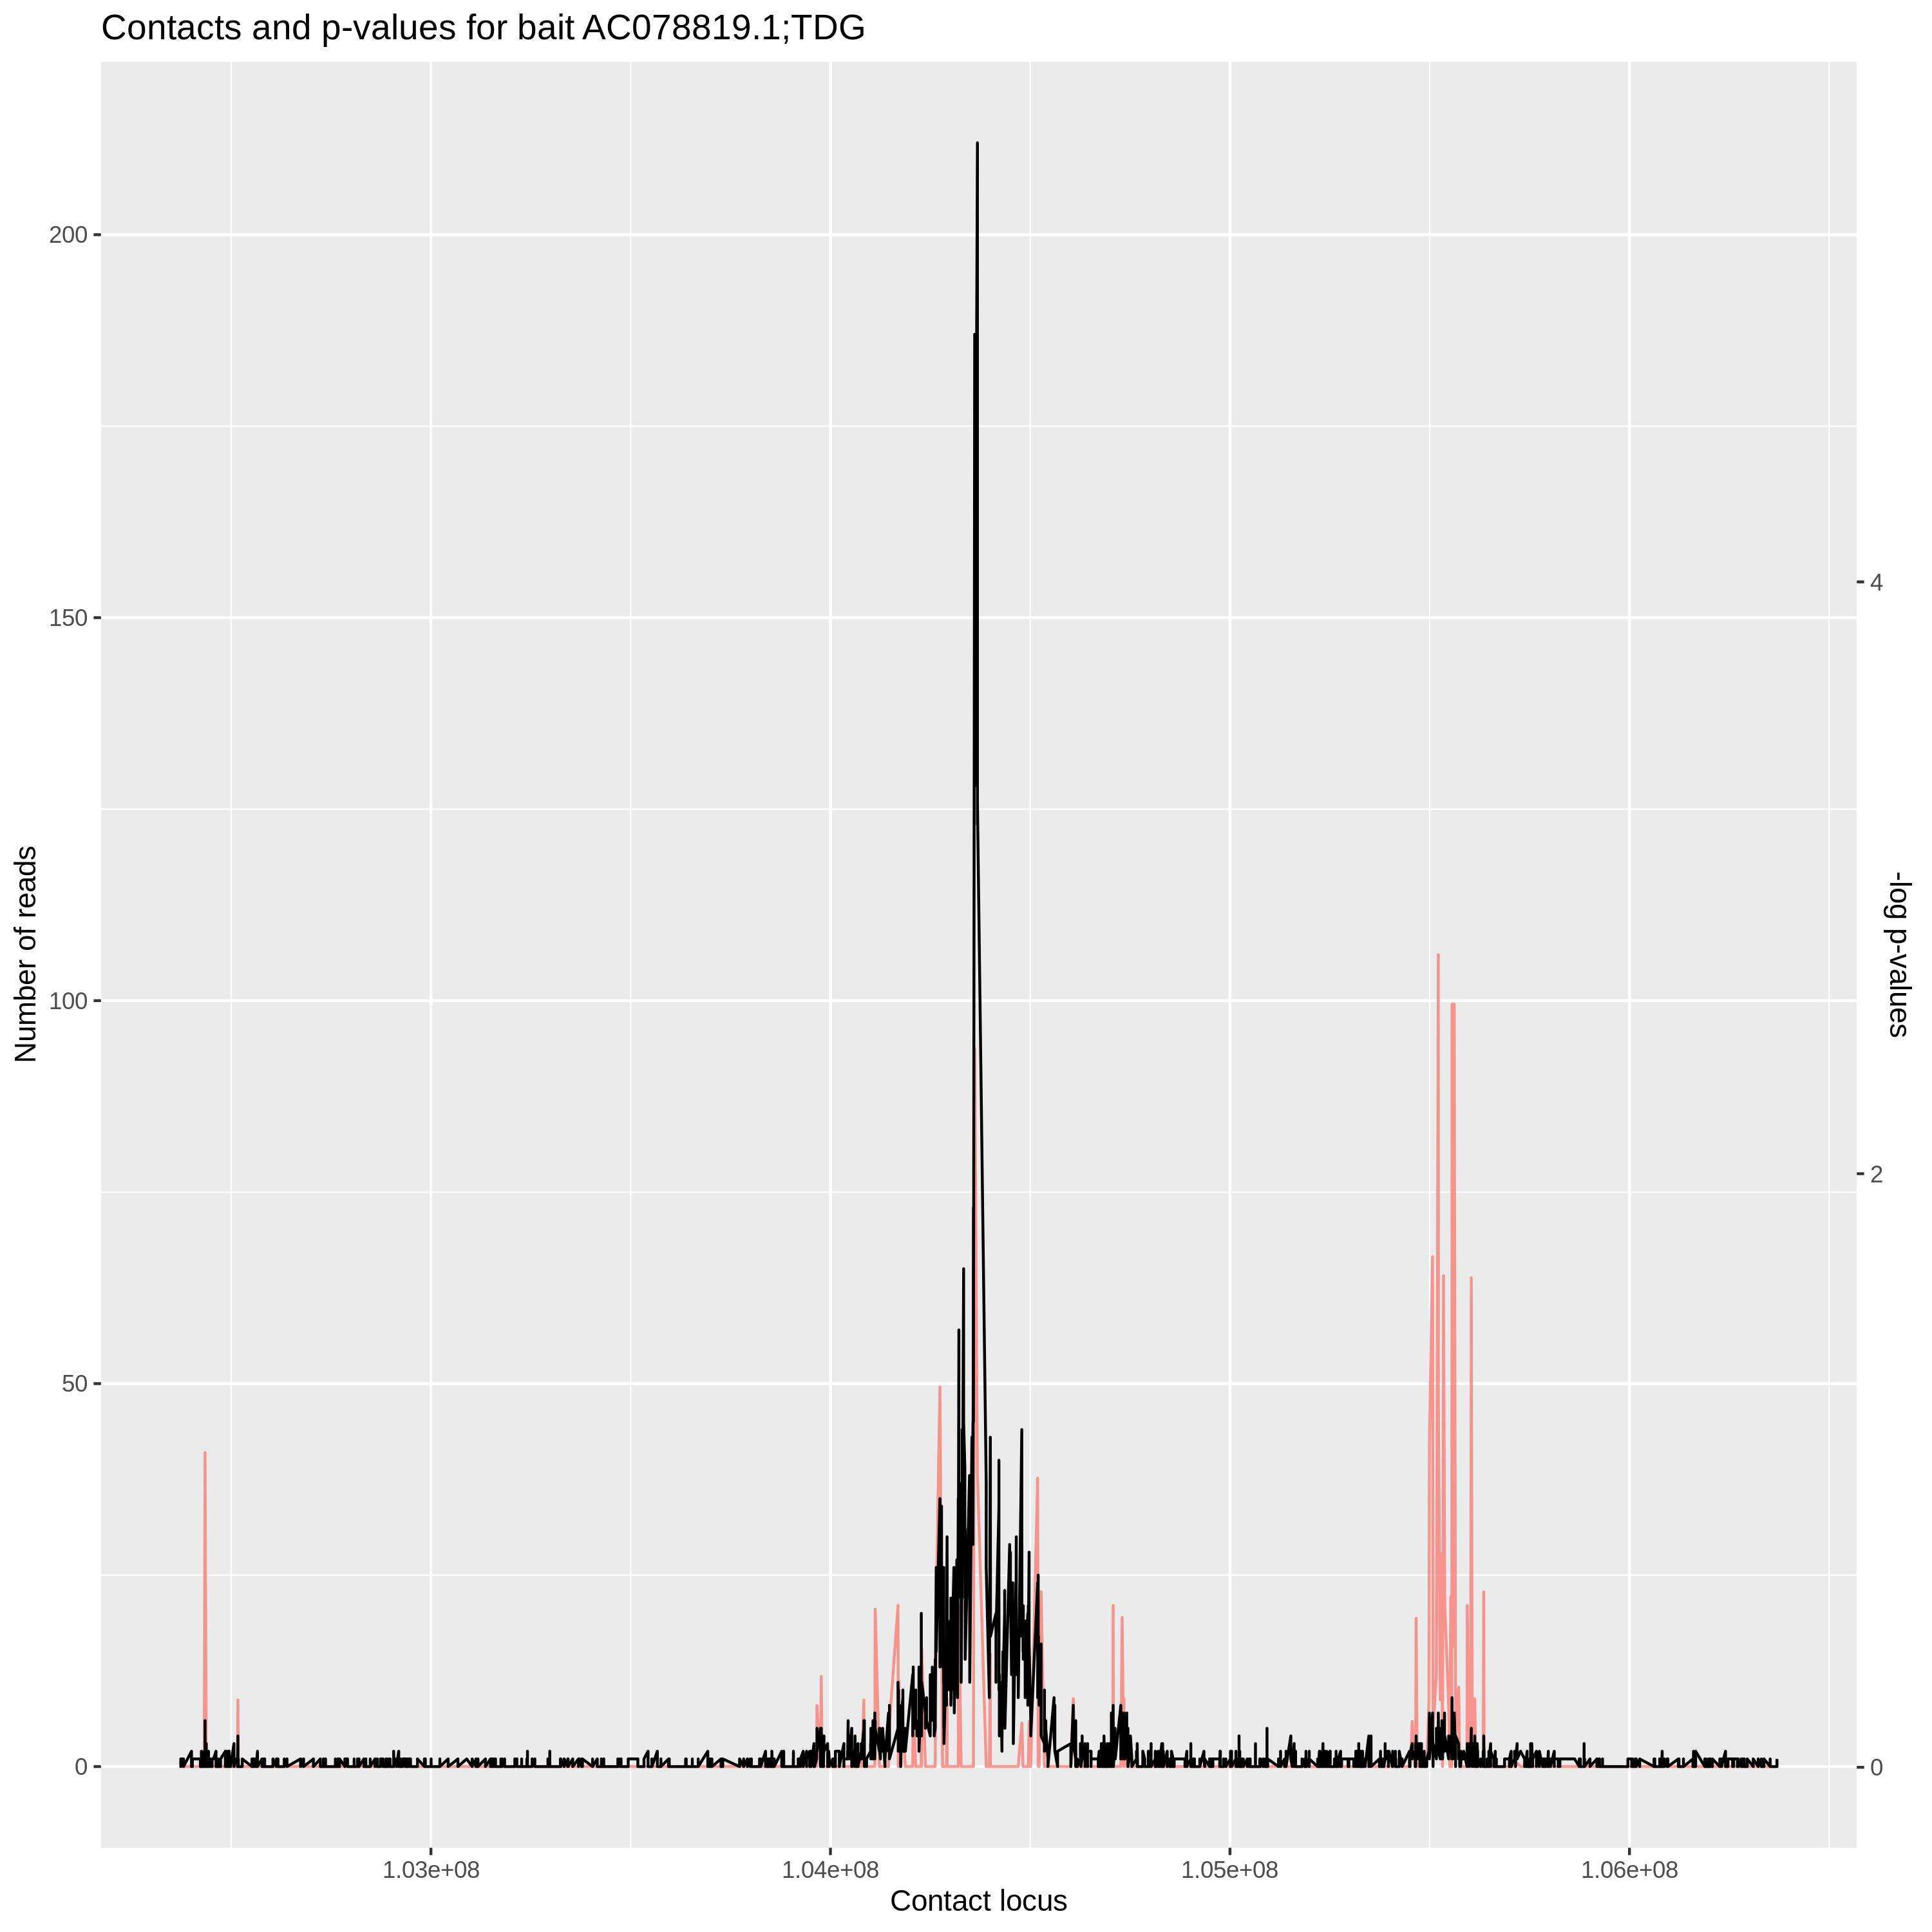 Contacts and p-values for bait AC078819.1;TDG
200
150
100
50
0
Number of reads
4
2
0
-log p-values
1.03e+08
1.04e+08
1.05e+08
1.06e+08
Contact locus